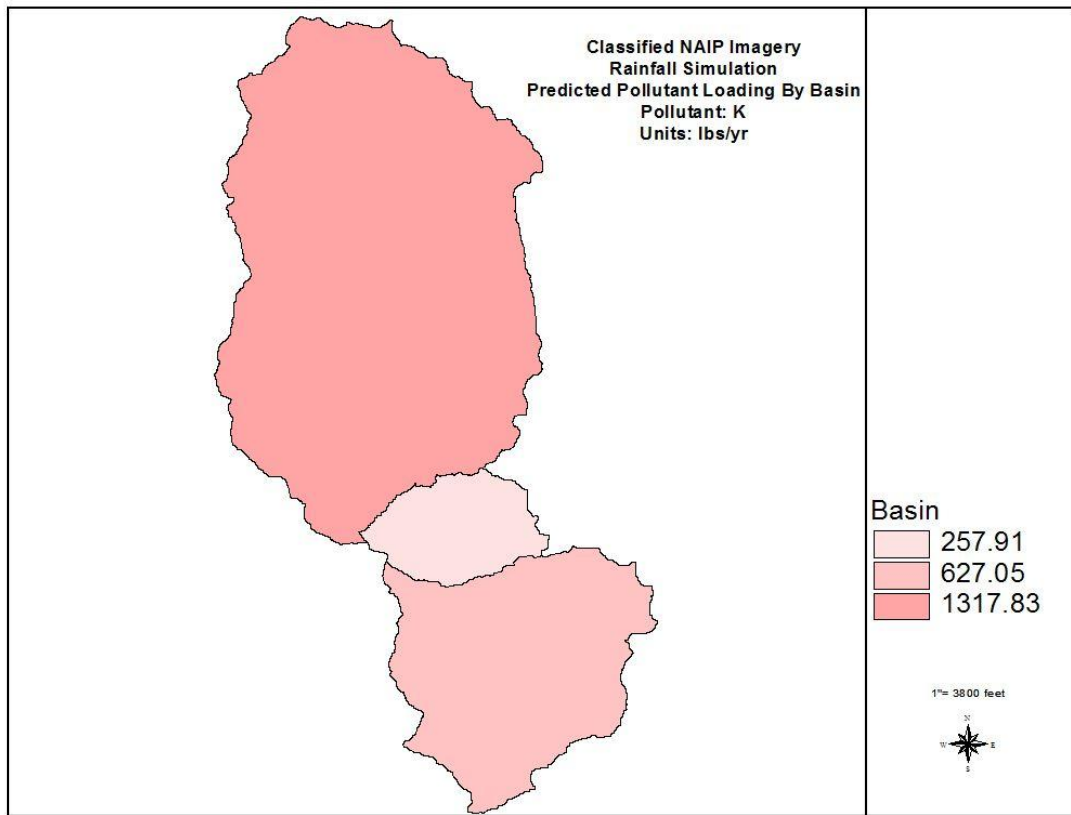 Classified NAIP Imagery
Rainfall Simulation
Predicted Pollutant Loading By Basin
Pollutant: K
Units: lbs/yr
Basin
257.91
627.05
1317.83
1"= 3800 feet
N
W E
S